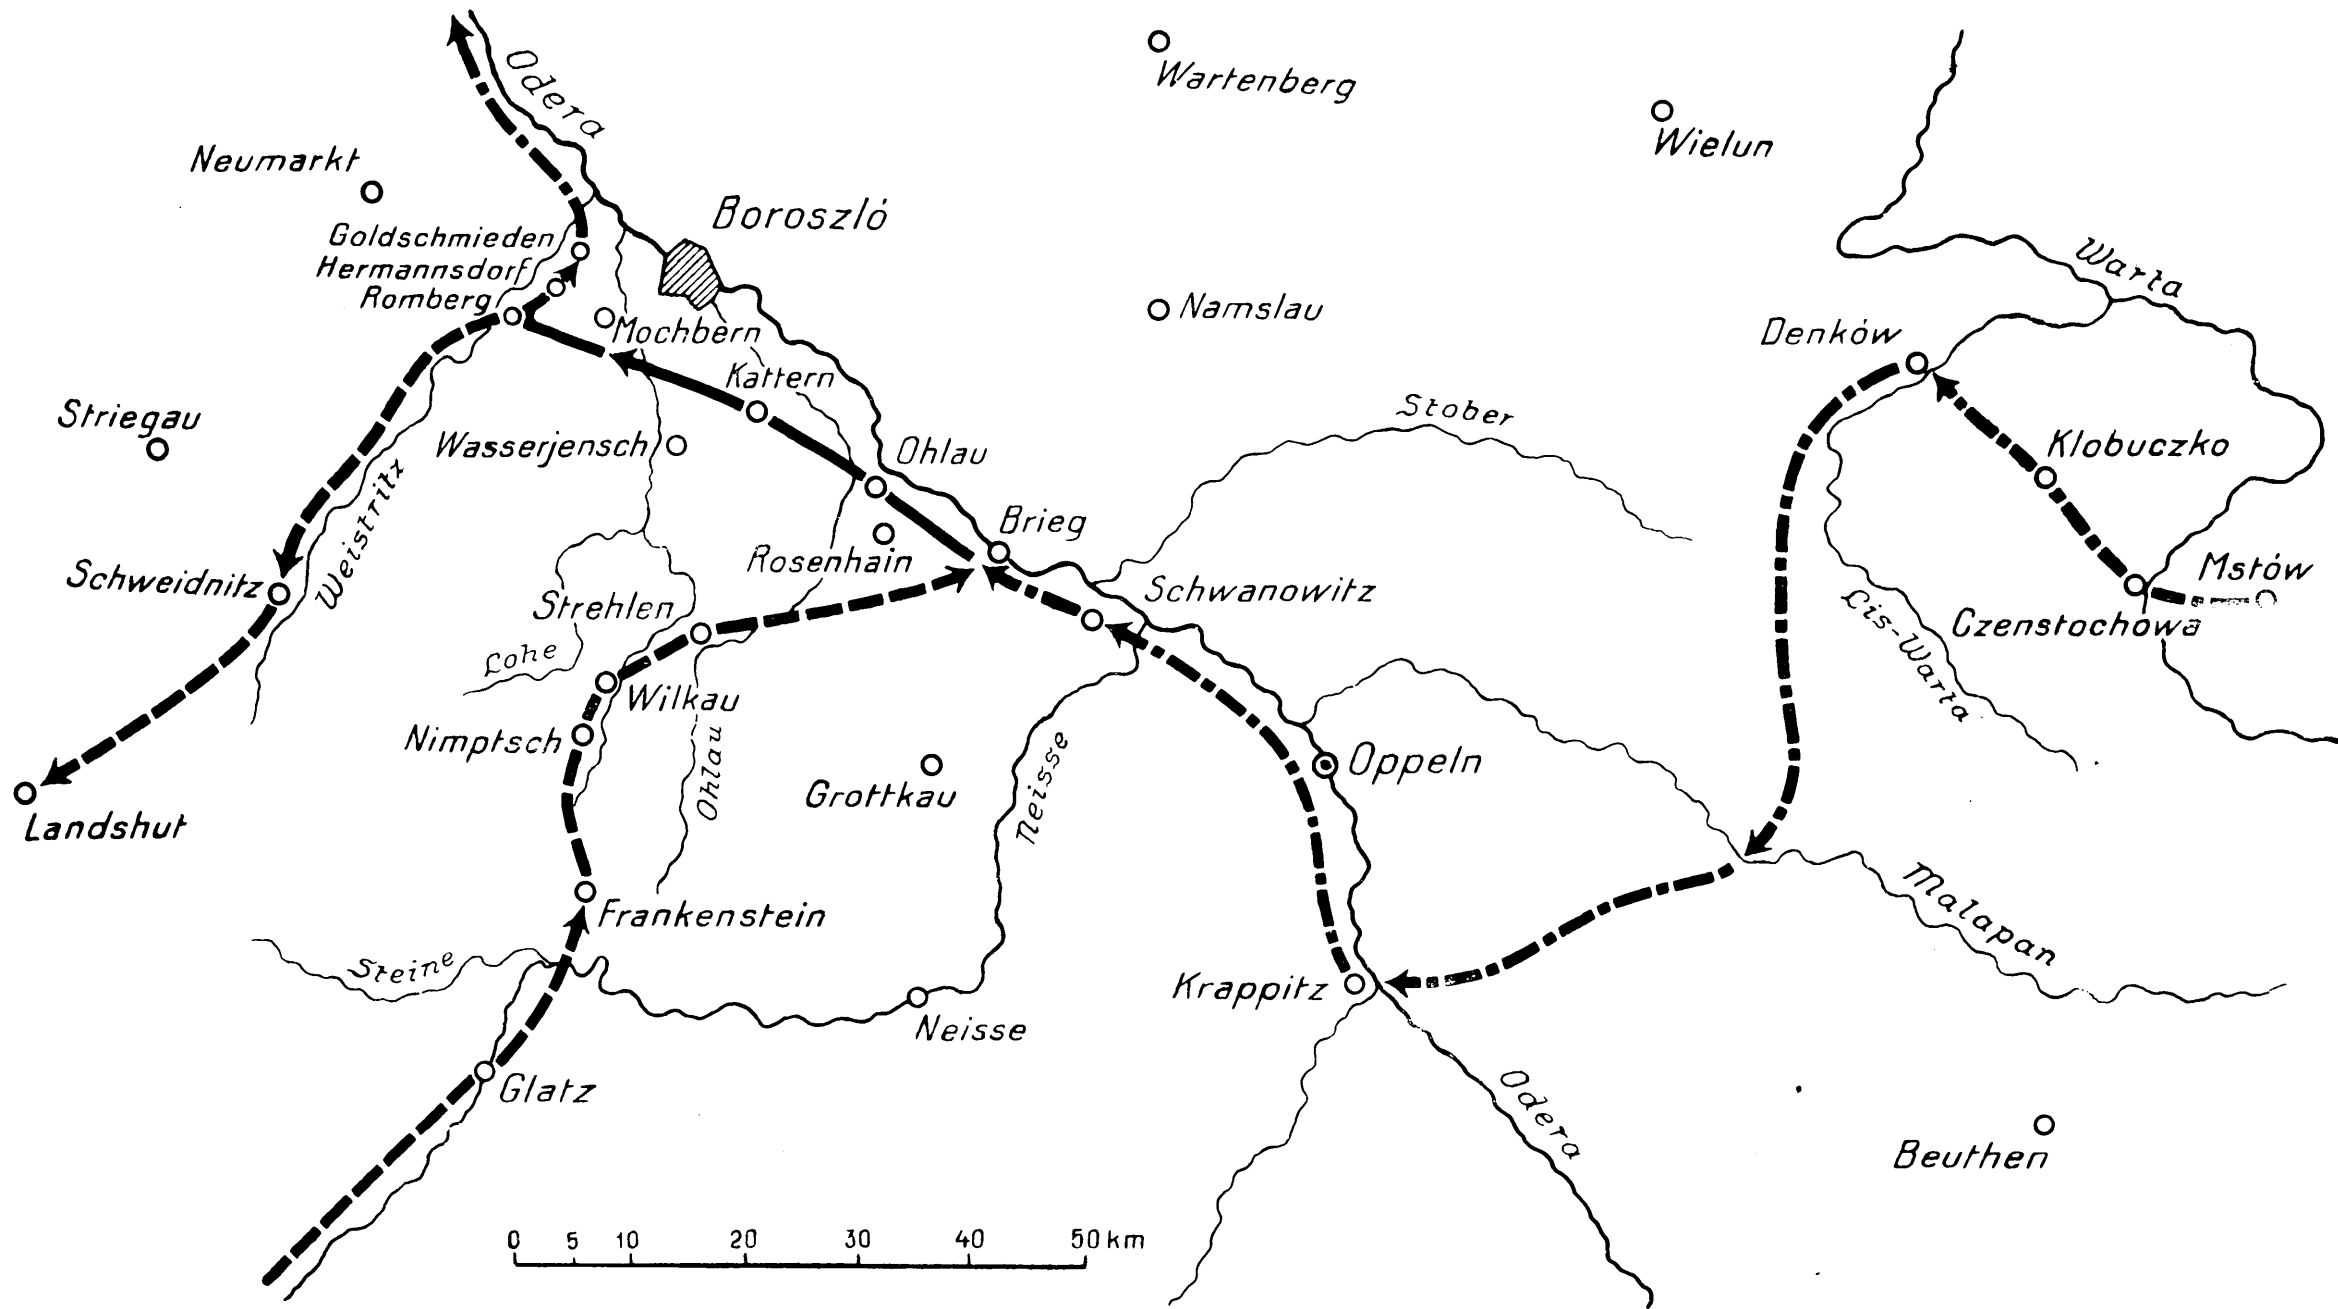 Odera
Wartenberg
Wielun
Neumarkt
Boroszló
Goldschmieden
Hermannsdorf
Romberg
Warta
Namslau
Mochbern
Denków
Kattern
Striegau
Stober
Wasserjensch
Ohlau
Klobuczko
Weistritz
Brieg
Rosenhain
Schweidnitz
Schwanowitz
Mstów
Strehlen
Lis-Warta
Czenstochowa
Lohe
Wilkau
Nimptsch
Ohlau
Neisse
Oppeln
Grottkau
Landshut
Malapan
Frankenstein
Steine
Krappitz
Neisse
Glatz
Odera
Beuthen
0 5 10 20 30 40 50 km